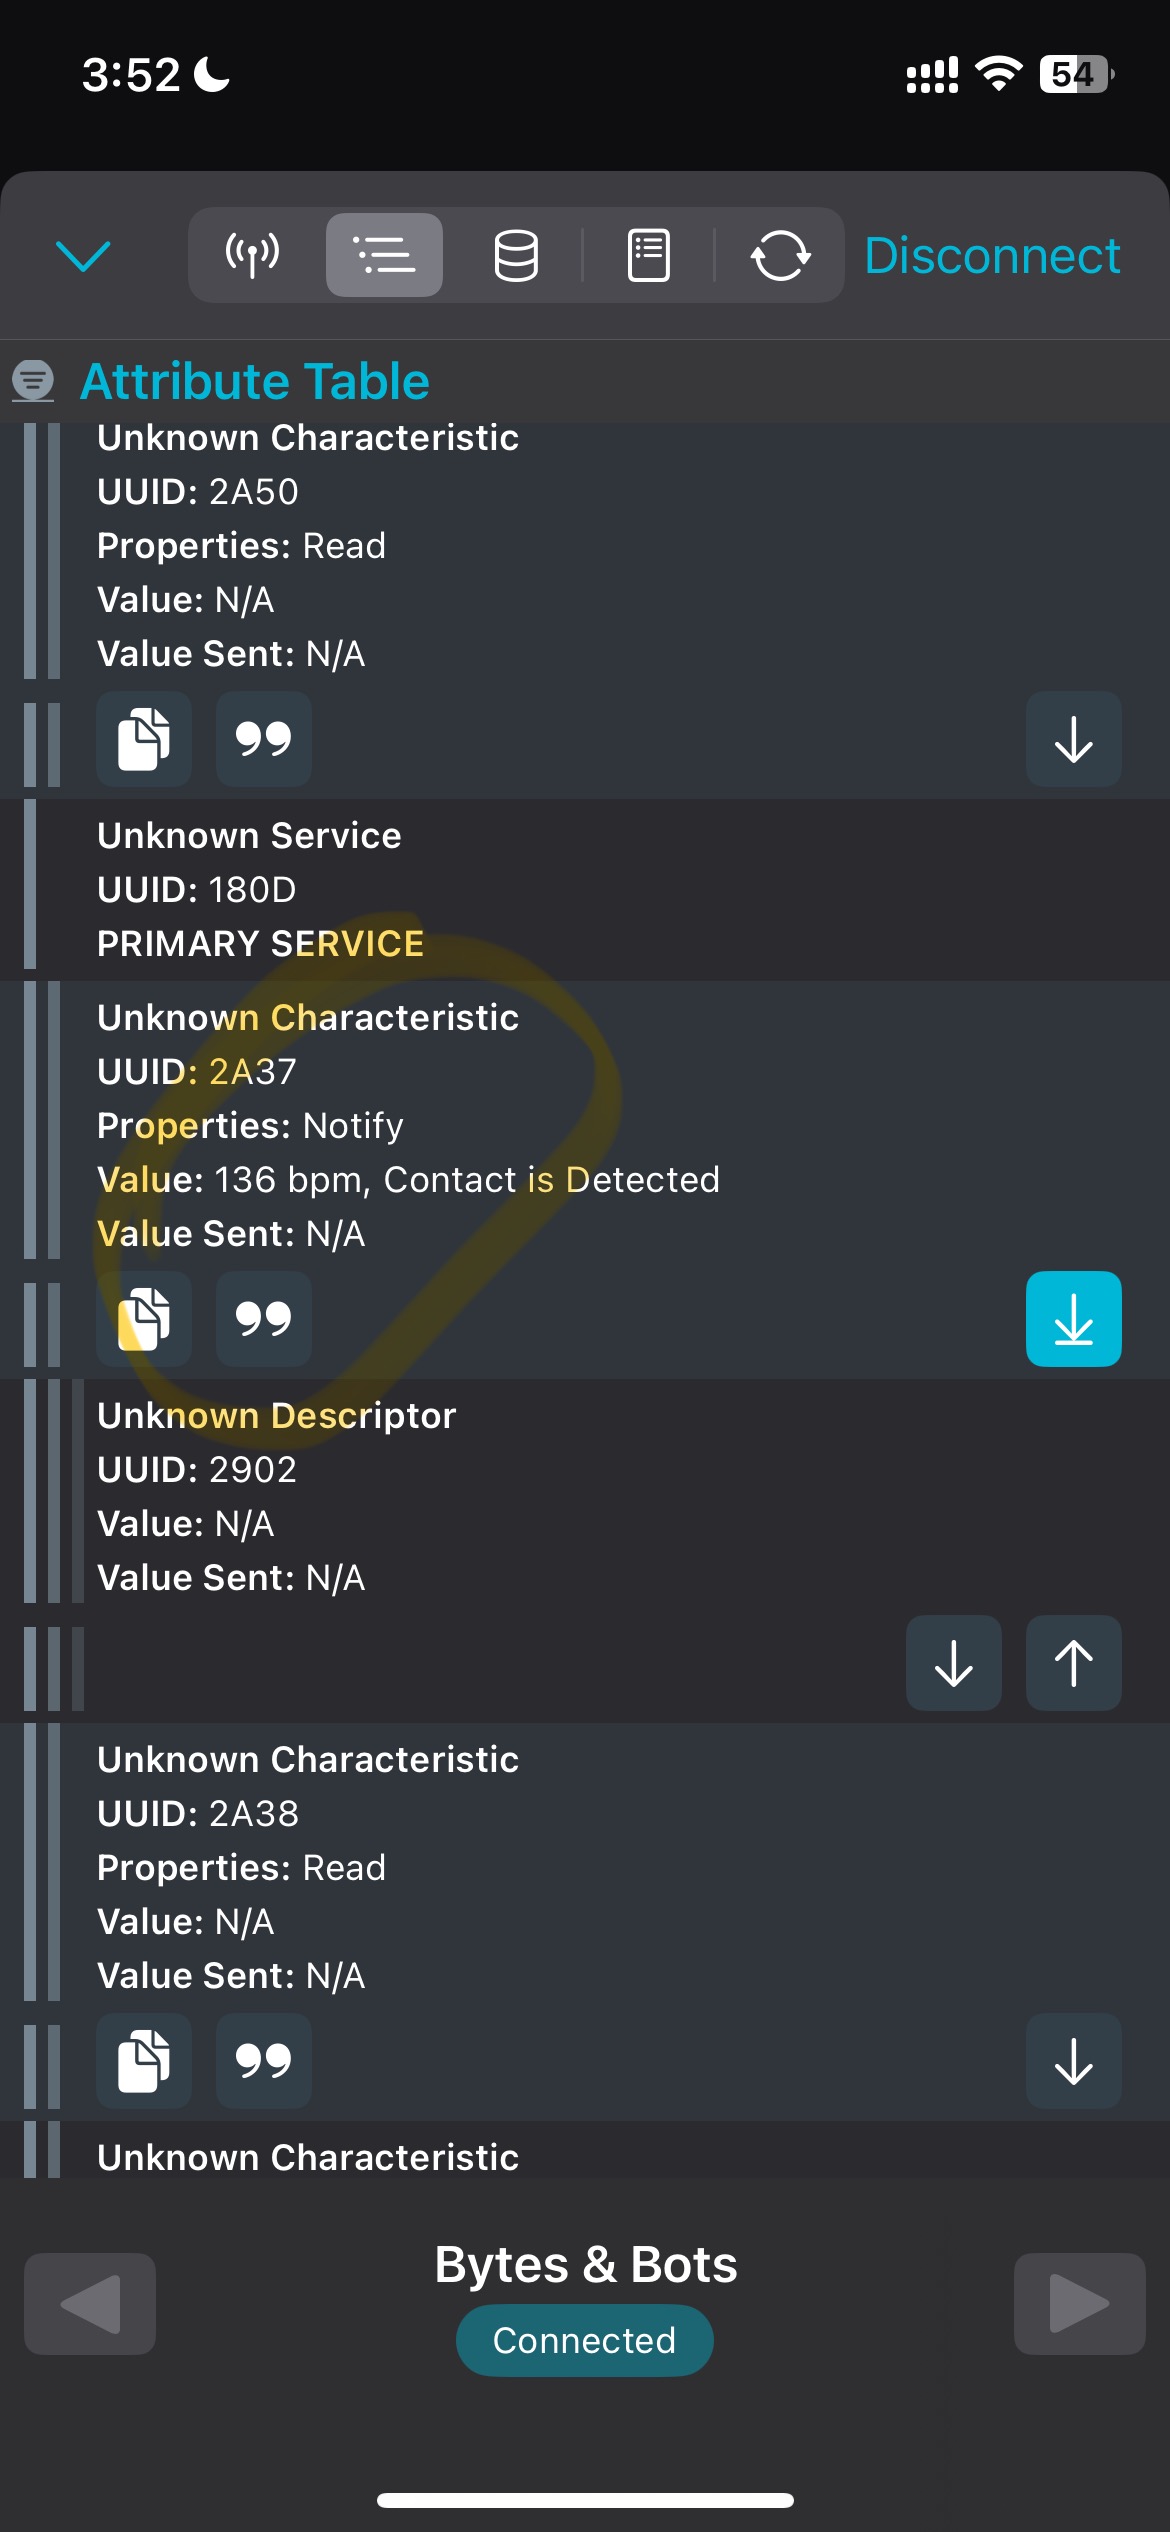 3:52
54
Disconnect
Attribute Table
Unknown Characteristic
UUID: 2A50
Properties: Read
Value: N/A
Value Sent: N/A
Unknown Service
UUID: 180D
PRIMARY SERVICE
Unknown Characteristic
UUID: 2A37
Properties: Notify
Value: 136 bpm, Contact is Detected
Value Sent: N/A
Unknown Descriptor
UUID: 2902
Value: N/A
Value Sent: N/A
Unknown Characteristic
UUID: 2A38
Properties: Read
Value: N/A
Value Sent: N/A
Unknown Characteristic
Bytes & Bots
Connected